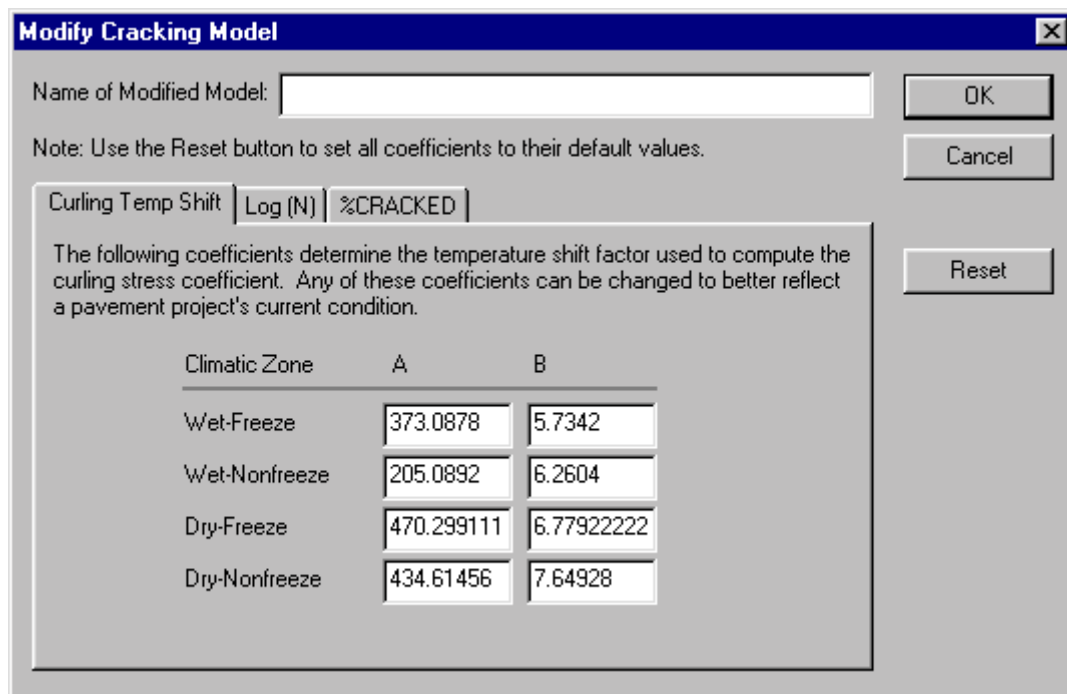 Modify Cracking Model
Name of Modified Model:
OK
Note: Use the Reset button to set all coefficients to their default values.
Cancel
Curling Temp Shift Log (N) %CRACKED
The following coefficients determine the temperature shift factor used to compute the
curling stress coefficient. Any of these coefficients can be changed to better reflect
a pavement project's current condition.
Reset
Climatic Zone A B
Wet-Freeze 373.0878 5.7342
Wet-Nonfreeze 205.0892 6.2604
Dry-Freeze 470.299111 6.77922222
Dry-Nonfreeze 434.61456 7.64928